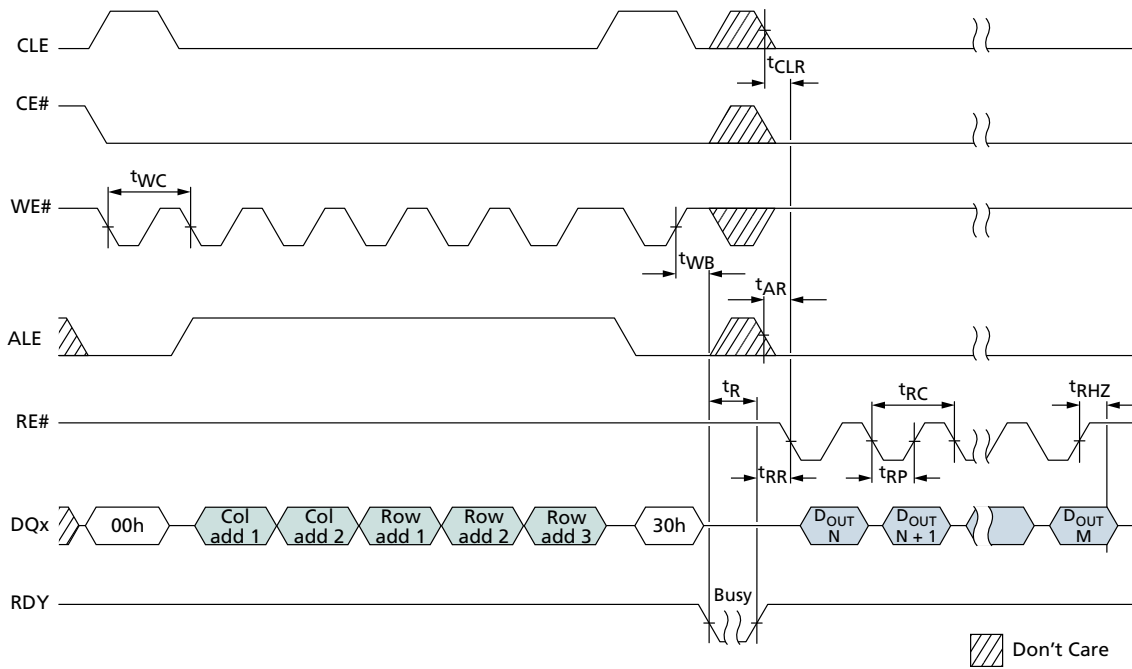 CLE
tCLR
CE#
tWC
WE#
tWB
tAR
ALE
tR
tRC
tRHZ
RE#
tRR
tRP
DQx
00h
Col
add 1
Col
add 2
Row
add 1
Row
add 2
Row
add 3
30h
DOUT
N
DOUT
N + 1
DOUT
M
RDY
Busy
Don't Care